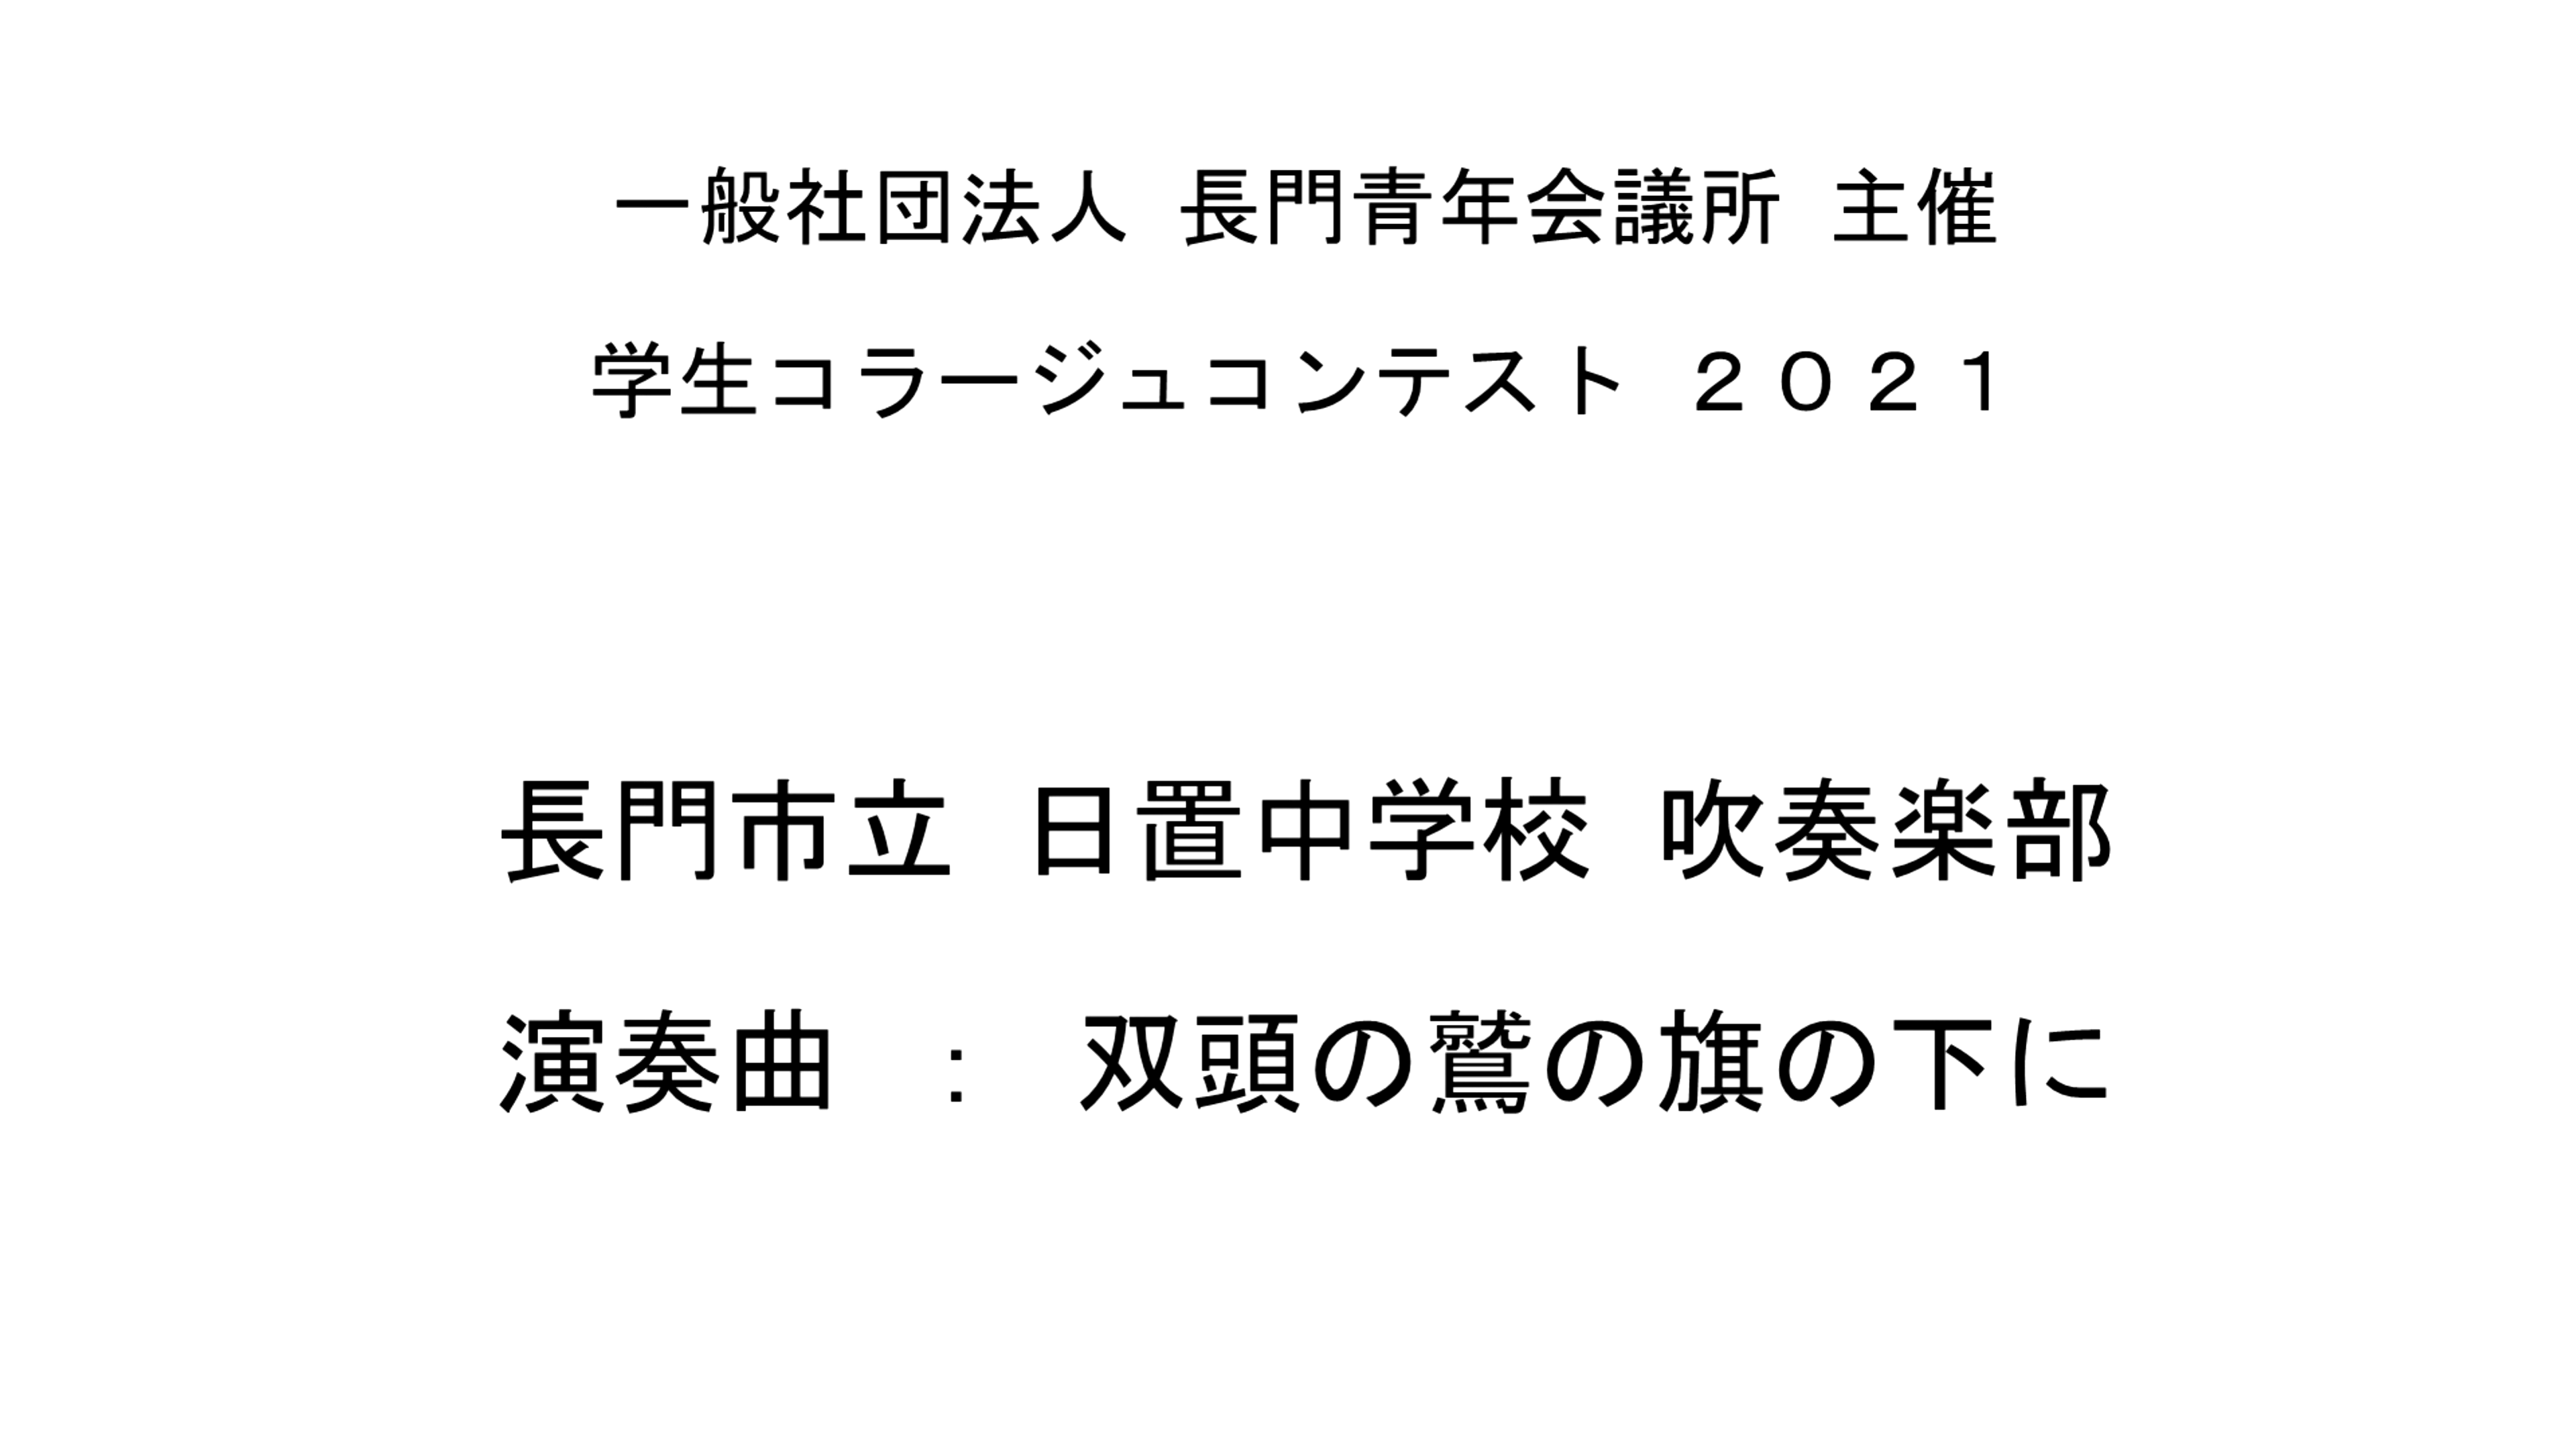 一般社団法人 長門青年会議所 主催
学生コラージュコンテスト ２０２１
長門市立 日置中学校 吹奏楽部
演奏曲 ： 双頭の鷲の旗の下に